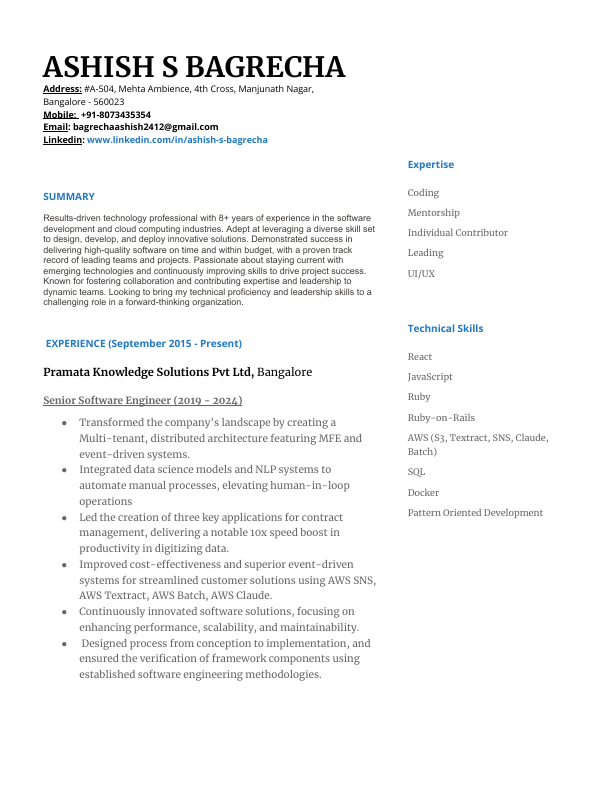 ASHISH S BAGRECHA
Address: #A-504, Mehta Ambience, 4th Cross, Manjunath Nagar,
Bangalore - 560023
Mobile: +91-8073435354
Email: bagrechaashish2412@gmail.com
Linkedin: www.linkedin.com/in/ashish-s-bagrecha
SUMMARY
Results-driven technology professional with 8+ years of experience in the software
development and cloud computing industries. Adept at leveraging a diverse skill set
to design, develop, and deploy innovative solutions. Demonstrated success in
delivering high-quality software on time and within budget, with a proven track
record of leading teams and projects. Passionate about staying current with
emerging technologies and continuously improving skills to drive project success.
Known for fostering collaboration and contributing expertise and leadership to
dynamic teams. Looking to bring my technical proficiency and leadership skills to a
challenging role in a forward-thinking organization.
EXPERIENCE (September 2015 - Present)
Pramata Knowledge Solutions Pvt Ltd, Bangalore
Senior Software Engineer (2019 - 2024)
● Transformed the company's landscape by creating a
Multi-tenant, distributed architecture featuring MFE and
event-driven systems.
● Integrated data science models and NLP systems to
automate manual processes, elevating human-in-loop
operations
● Led the creation of three key applications for contract
management, delivering a notable 10x speed boost in
productivity in digitizing data.
● Improved cost-effectiveness and superior event-driven
systems for streamlined customer solutions using AWS SNS,
AWS Textract, AWS Batch, AWS Claude.
● Continuously innovated software solutions, focusing on
enhancing performance, scalability, and maintainability.
● Designed process from conception to implementation, and
ensured the verification of framework components using
established software engineering methodologies.
Expertise
Coding
Mentorship
Individual Contributor
Leading
UI/UX
Technical Skills
React
JavaScript
Ruby
Ruby-on-Rails
AWS (S3, Textract, SNS, Claude,
Batch)
SQL
Docker
Pattern Oriented Development